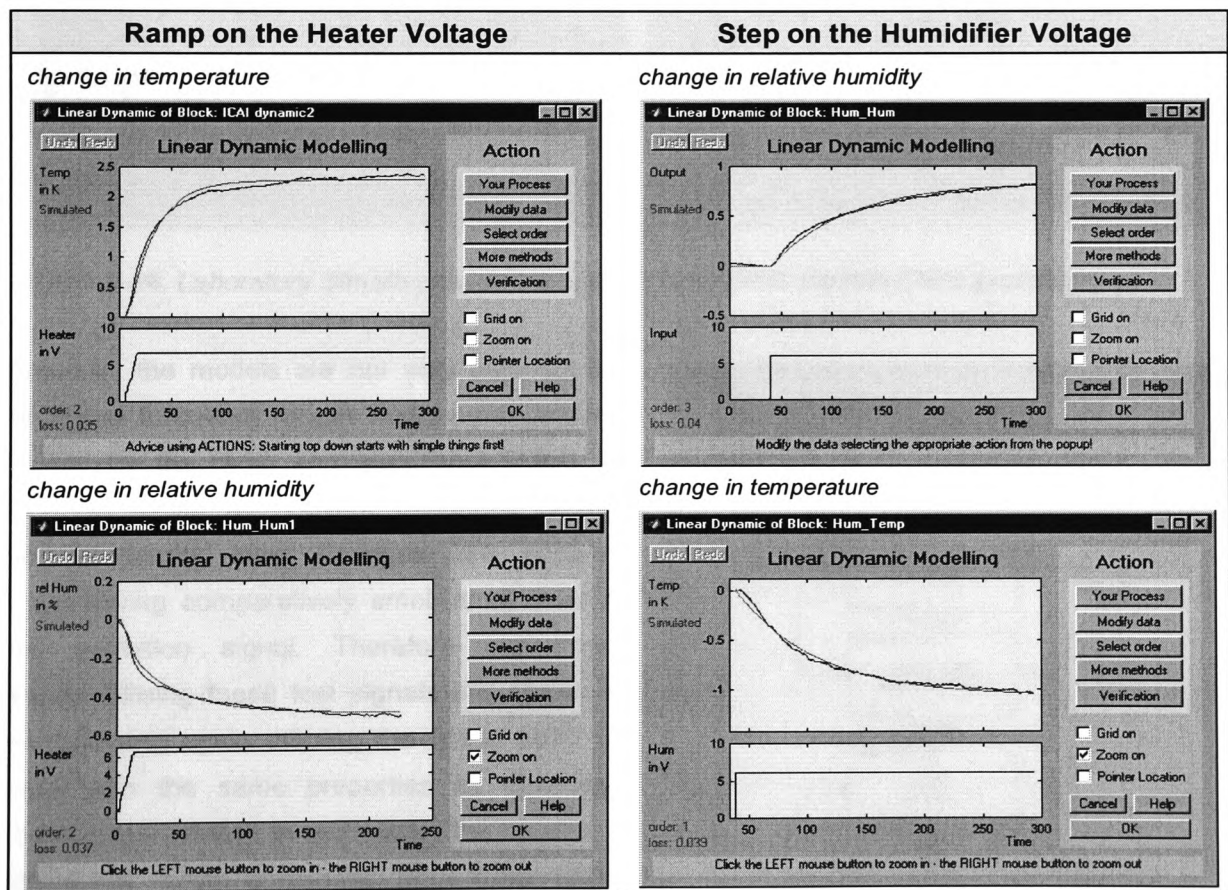 Ramp on the Heater Voltage
Step on the Humidifier Voltage
change in temperature
Linear Dynamic of Block: ICAI dynamic2
Undo Redo
Linear Dynamic Modelling
Action
Temp
in K
Simulated
2.5
2
1.5
1
0.5
0
Heater
in V
10
5
0
0 50 100 150 200 250 300
Time
order: 2
loss: 0.035
Your Process
Modify data
Select order
More methods
Verification
Grid on
Zoom on
Pointer Location
Cancel Help
OK
Advice using ACTIONS: Starting top down starts with simple things first!
change in relative humidity
Linear Dynamic of Block: Hum_Hum
Undo Redo
Linear Dynamic Modelling
Action
Output
Simulated
1
0.5
0
-0.5
Input
10
5
0
0 50 100 150 200 250 300
Time
order: 3
loss: 0.04
Your Process
Modify data
Select order
More methods
Verification
Grid on
Zoom on
Pointer Location
Cancel Help
OK
Modify the data selecting the appropriate action from the popup!
change in relative humidity
Linear Dynamic of Block: Hum_Hum1
Undo Redo
Linear Dynamic Modelling
Action
rel Hum
in %
Simulated
0.2
0
-0.2
-0.4
-0.6
Heater
in V
6
4
2
0
0 50 100 150 200 250
Time
order: 2
loss: 0.037
Your Process
Modify data
Select order
More methods
Verification
Grid on
Zoom on
Pointer Location
Cancel Help
OK
Click the LEFT mouse button to zoom in - the RIGHT mouse button to zoom out
change in temperature
Linear Dynamic of Block: Hum_Temp
Undo Redo
Linear Dynamic Modelling
Action
Temp
in K
Simulated
0
-0.5
-1
Hum
in V
10
5
0
50 100 150 200 250 300
Time
order: 1
loss: 0.039
Your Process
Modify data
Select order
More methods
Verification
Grid on
Zoom on
Pointer Location
Cancel Help
OK
Click the LEFT mouse button to zoom in - the RIGHT mouse button to zoom out